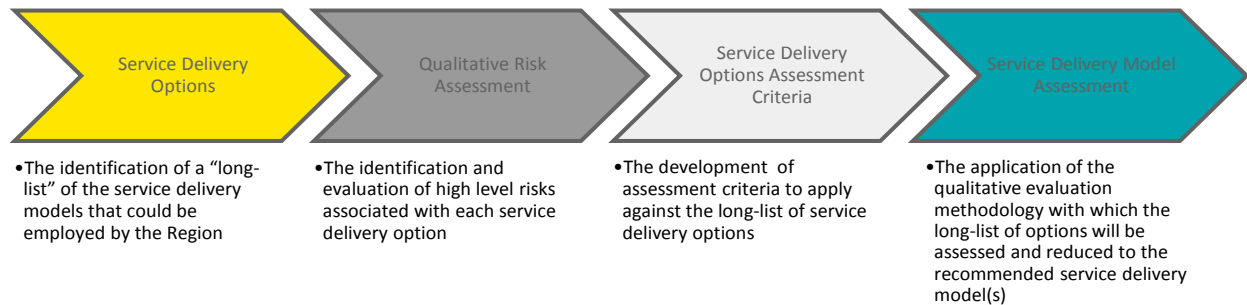 Service Delivery
Options
Qualitative Risk
Assessment
Service Delivery
Options Assessment
Criteria
Service Delivery Model
Assessment
•The identification of a “long-
list” of the service delivery
models that could be
employed by the Region
•The identification and
evaluation of high level risks
associated with each service
delivery option
•The development of
assessment criteria to apply
against the long-list of service
delivery options
•The application of the
qualitative evaluation
methodology with which the
long-list of options will be
assessed and reduced to the
recommended service delivery
model(s)